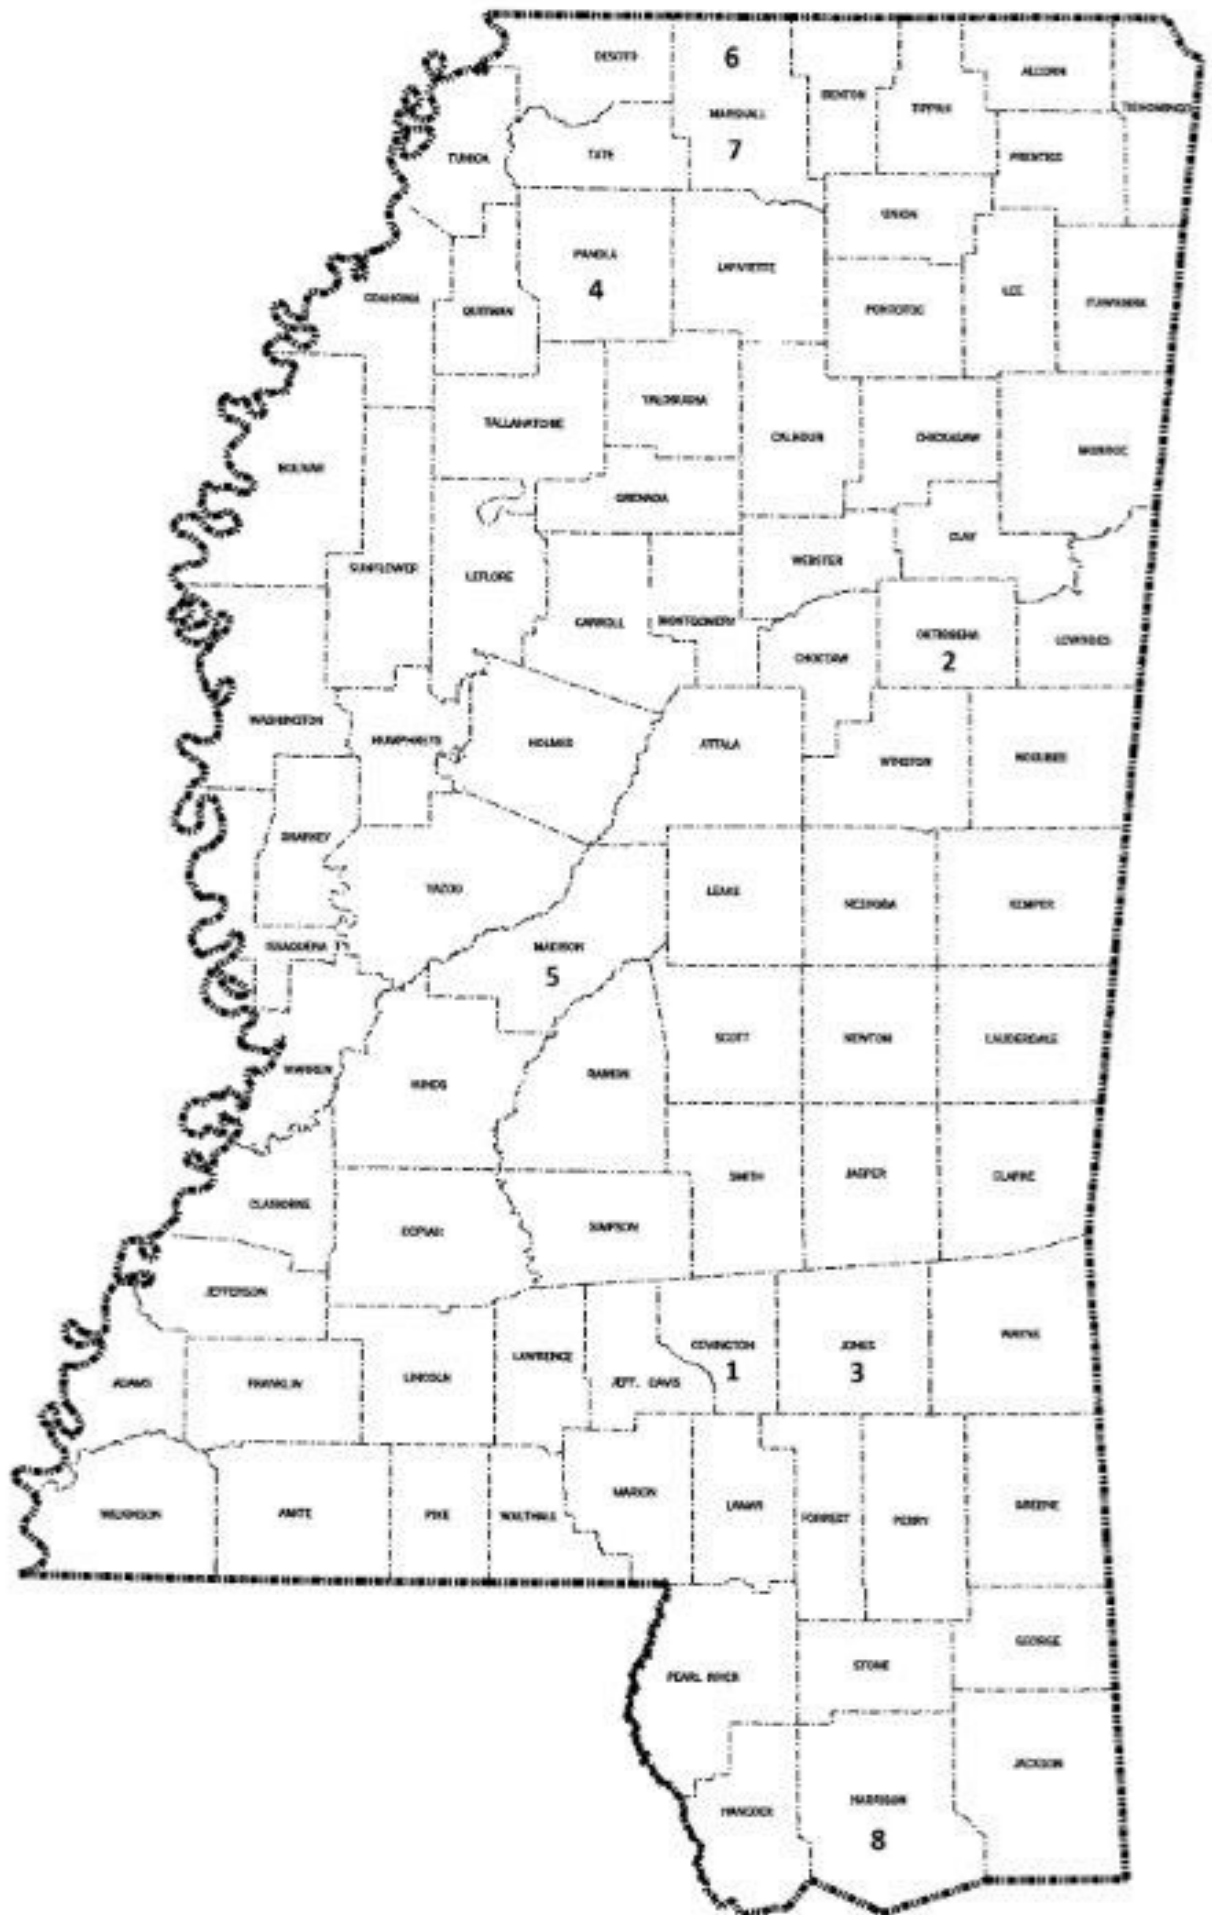 DESOTO
6
MARSHALL
7
BENTON
TIPPAH
ALCORN
TISHOMINGO
TUNICA
TATE
PRENTISS
UNION
PANOLA
4
LAFAYETTE
COAHOMA
QUITMAN
PONTOTOC
LEE
ITAWAMBA
TALLAHATCHIE
YALOBUSHA
CALHOUN
CHICKASAW
MONROE
BOLIVAR
GRENADA
SUNFLOWER
LEFLORE
WEBSTER
CLAY
CARROLL
MONTGOMERY
CHOCTAW
OKTIBBEHA
2
LOWNDES
WASHINGTON
HUMPHREYS
HOLMES
ATTALA
WINSTON
NOXUBEE
SHARKEY
YAZOO
LEAKE
NESHOBA
KEMPER
ISSAQUENA
MADISON
5
WARREN
HINDS
RANKIN
SCOTT
NEWTON
LAUDERDALE
CLAIBORNE
COPIAH
SIMPSON
SMITH
JASPER
CLARKE
JEFFERSON
ADAMS
FRANKLIN
LINCOLN
LAWRENCE
JEFF. DAVIS
COVINGTON
1
JONES
3
WAYNE
WILKINSON
AMITE
PIKE
WALTHALL
MARION
LAMAR
FORREST
PERRY
GREENE
PEARL RIVER
STONE
GEORGE
HANCOCK
HARRISON
8
JACKSON